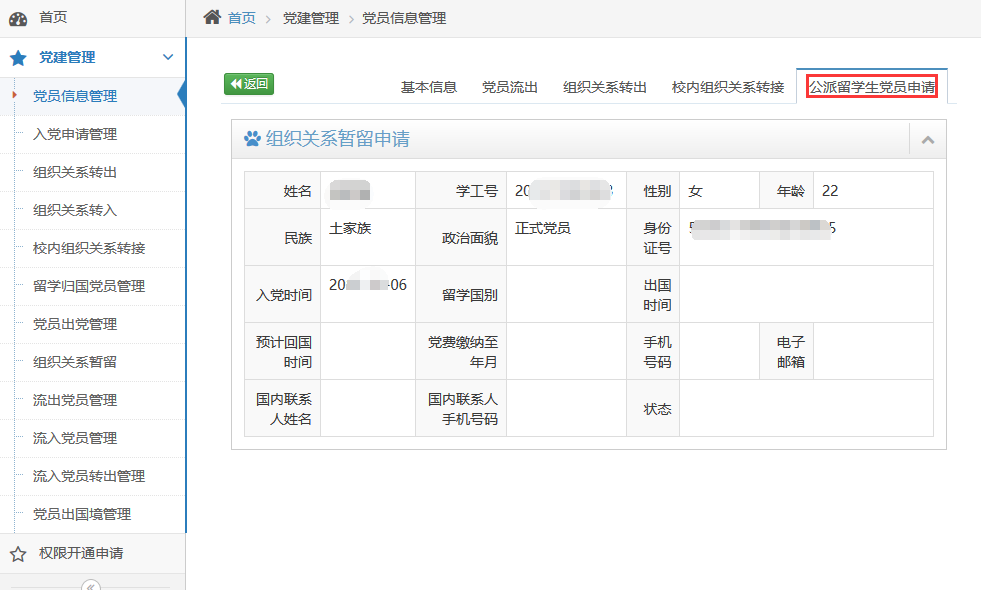 首页
党建管理
党员信息管理
入党申请管理
组织关系转出
组织关系转入
校内组织关系转接
留学归国党员管理
党员出党管理
组织关系暂留
流出党员管理
流入党员管理
流入党员转出管理
党员出国境管理
权限开通申请
首页 > 党建管理 > 党员信息管理
返回
基本信息 党员流出 组织关系转出 校内组织关系转接 公派留学生党员申请
组织关系暂留申请
姓名 学工号 20 性别 女 年龄 22
民族 土家族 政治面貌 正式党员 身份
证号 5
入党时间 20 -06 留学国别 出国
时间
预计回国
时间
党费缴纳至
年月
手机
号码
电子
邮箱
国内联系
人姓名
国内联系人
手机号码
状态